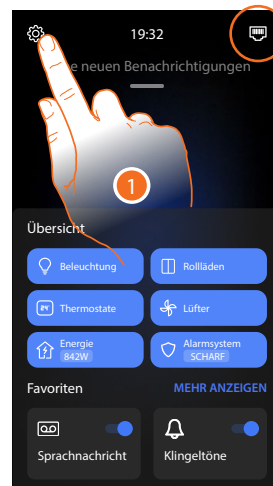 19:32
e neuen Benachrichtigungen
1
Übersicht
Beleuchtung
Rollläden
Thermostate
Lüfter
Energie
842W
Alarmsystem
SCHARF
Favoriten
MEHR ANZEIGEN
Sprachnachricht
Klingeltöne